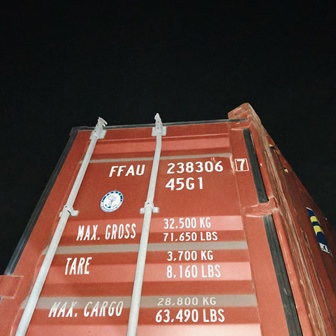 FFAU 238306 7
45G1
MAX. GROSS 32.500 KG
71.650 LBS
TARE 3.700 KG
8.160 LBS
MAX. CARGO 28.800 KG
63.490 LBS